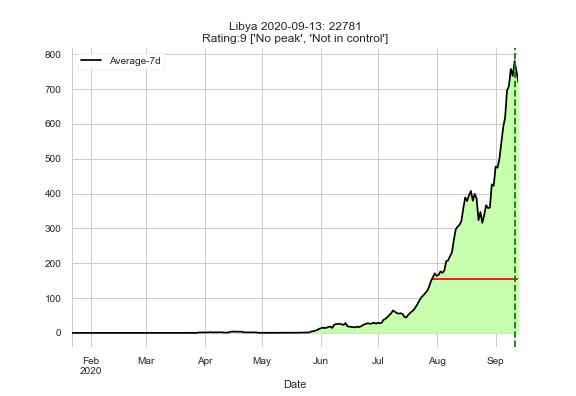 Libya 2020-09-13: 22781
Rating:9 ['No peak', 'Not in control']
Average-7d
800
700
600
500
400
300
200
100
0
Feb Mar Apr May Jun Jul Aug Sep
2020
Date